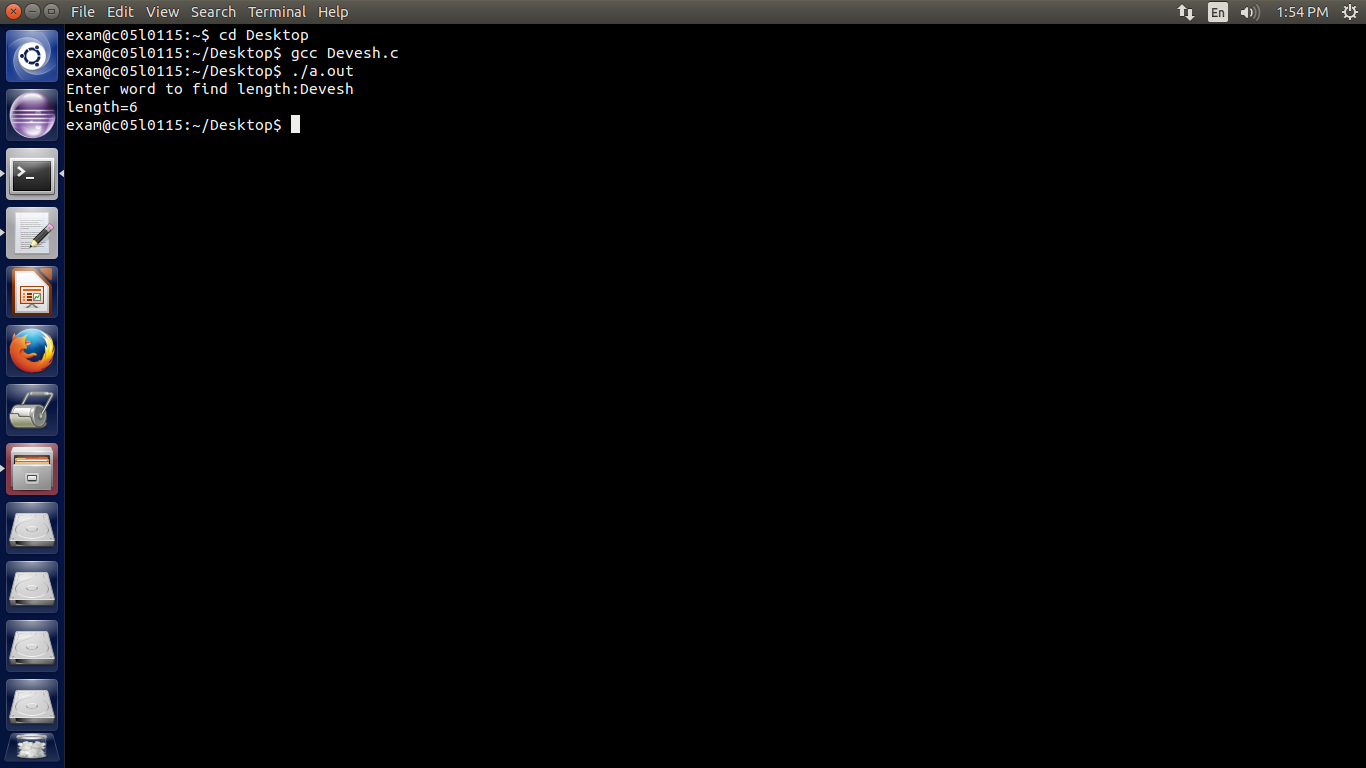 File Edit View Search Terminal Help
En
1:54 PM
exam@c05l0115:~$ cd Desktop
exam@c05l0115:~/Desktop$ gcc Devesh.c
exam@c05l0115:~/Desktop$ ./a.out
Enter word to find length:Devesh
length=6
exam@c05l0115:~/Desktop$